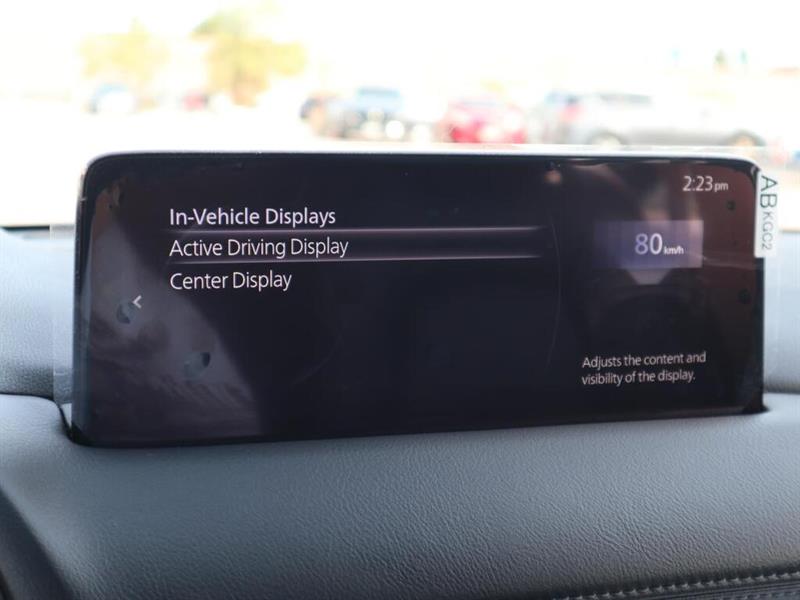 2:23pm
In-Vehicle Displays
Active Driving Display
Center Display
80km/h
Adjusts the content and
visibility of the display.
AB
KGC2